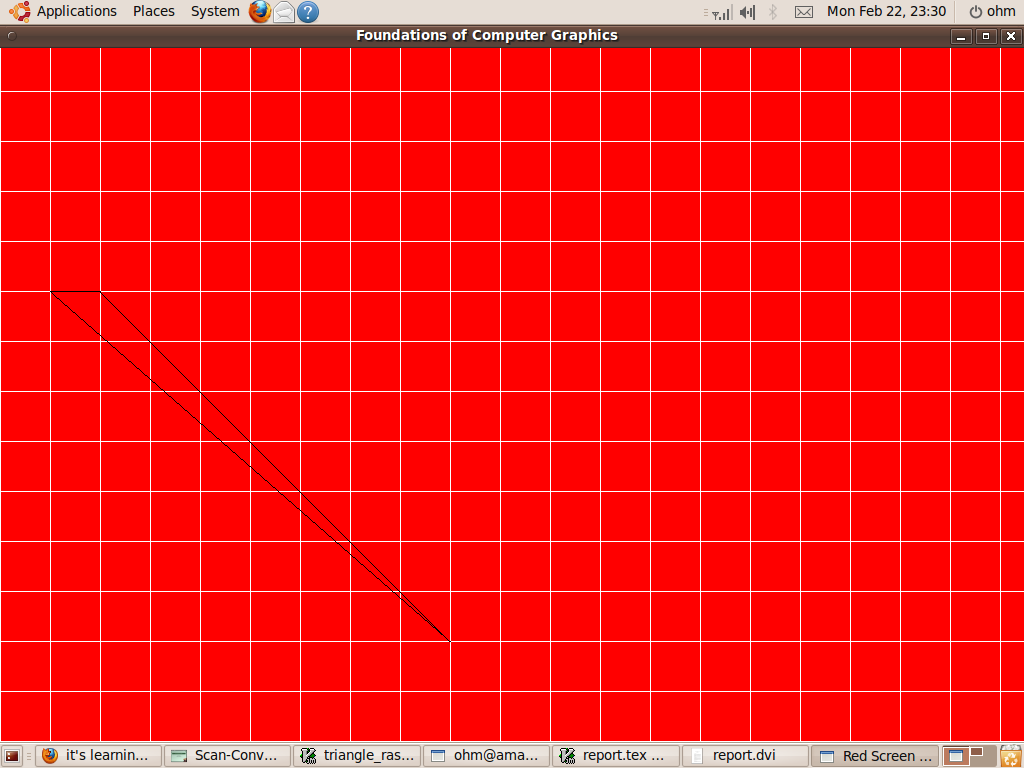 Applications Places System Mon Feb 22, 23:30 ohm
Foundations of Computer Graphics
it's learnin... Scan-Conv... triangle_ras... ohm@ama... report.tex ... report.dvi Red Screen ...